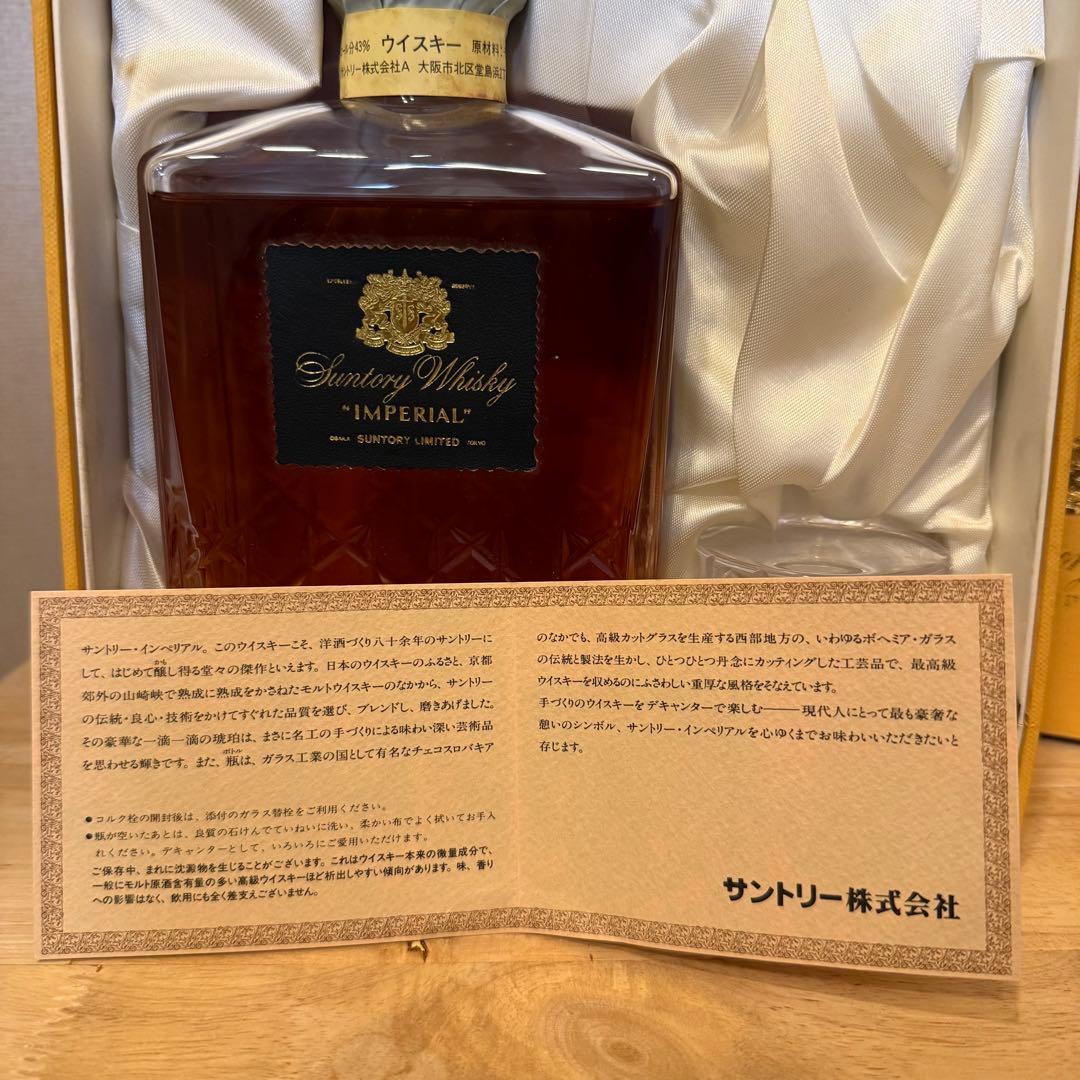 ール分43% ウイスキー 原材料:
サントリー株式会社A 大阪市北区堂島浜2丁
Suntory Whisky
"IMPERIAL"
OSAKA SUNTORY LIMITED TOKYO
サントリー・インペリアル。このウイスキーこそ、洋酒づくり八十余年のサントリーに
して、はじめて醸かもし得る堂々の傑作といえます。日本のウイスキーのふるさと、京都
郊外の山崎峡で熟成に熟成をかさねたモルトウイスキーのなかから、サントリー
の伝統・良心・技術をかけてすぐれた品質を選び、ブレンドし、磨きあげました。
その豪華な一滴一滴の琥珀は、まさに名工の手づくりによる味わい深い芸術品
を思わせる輝きです。また、瓶ボトルは、ガラス工業の国として有名なチェコスロバキア
●コルク栓の開封後は、添付のガラス替栓をご利用ください。
●瓶が空いたあとは、良質の石けんでていねいに洗い、柔かい布でよく拭いてお手入
れください。デキャンターとして、いろいろにご愛用いただけます。
ご保存中、まれに沈澱物を生じることがございます。これはウイスキー本来の微量成分で、
一般にモルト原酒含有量の多い高級ウイスキーほど析出しやすい傾向があります。味、香り
への影響はなく、飲用にも全く差支えございません。
のなかでも、高級カットグラスを生産する西部地方の、いわゆるボヘミア・ガラス
の伝統と製法を生かし、ひとつひとつ丹念にカッティングした工芸品で、最高級
ウイスキーを収めるのにふさわしい重厚な風格をそなえています。
手づくりのウイスキーをデキャンターで楽しむ——現代人にとって最も豪奢な
憩いのシンボル、サントリー・インペリアルを心ゆくまでお味わいいただきたいと
存じます。
サントリー株式会社